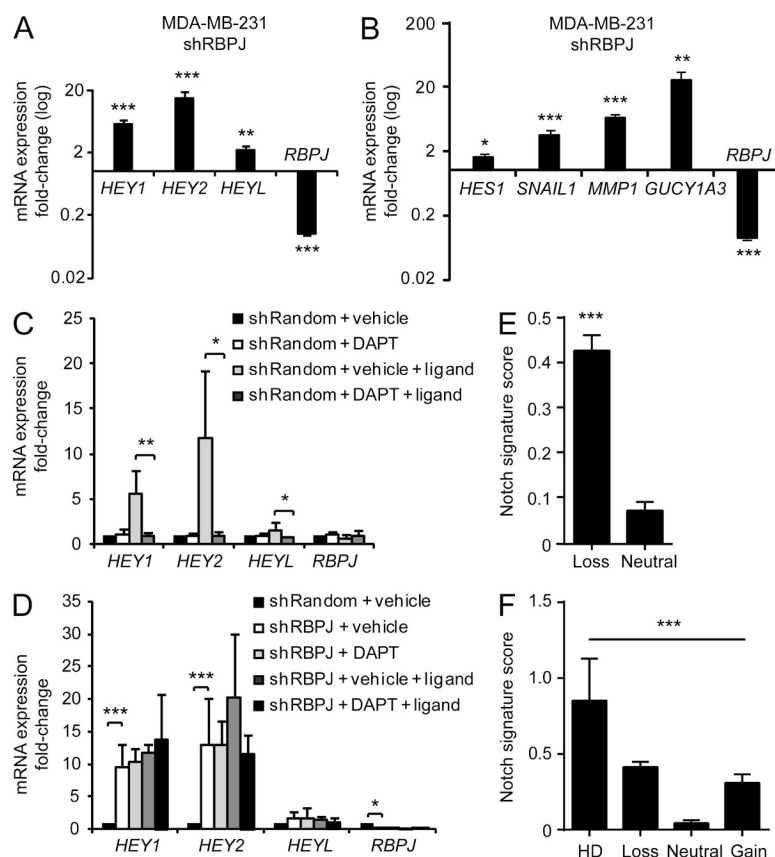 A
MDA-MB-231
shRBPJ
mRNA expression
fold-change (log)
20
2
0.2
0.02
***
***
**
RBPJ
HEY1 HEY2 HEYL
***
B
MDA-MB-231
shRBPJ
mRNA expression
fold-change (log)
200
20
2
0.2
0.02
*
***
***
**
RBPJ
HES1 SNAIL1 MMP1 GUCY1A3
***
C
mRNA expression
fold-change
25
20
15
10
5
0
shRandom + vehicle
shRandom + DAPT
shRandom + vehicle + ligand
shRandom + DAPT + ligand
**
*
*
HEY1 HEY2 HEYL RBPJ
E
Notch signature score
0.5
0.4
0.3
0.2
0.1
0
***
Loss Neutral
D
mRNA expression
fold-change
35
30
25
20
15
10
5
0
shRandom + vehicle
shRBPJ + vehicle
shRBPJ + DAPT
shRBPJ + vehicle + ligand
shRBPJ + DAPT + ligand
***
***
*
HEY1 HEY2 HEYL RBPJ
F
Notch signature score
1.5
1.0
0.5
0
***
HD Loss Neutral Gain